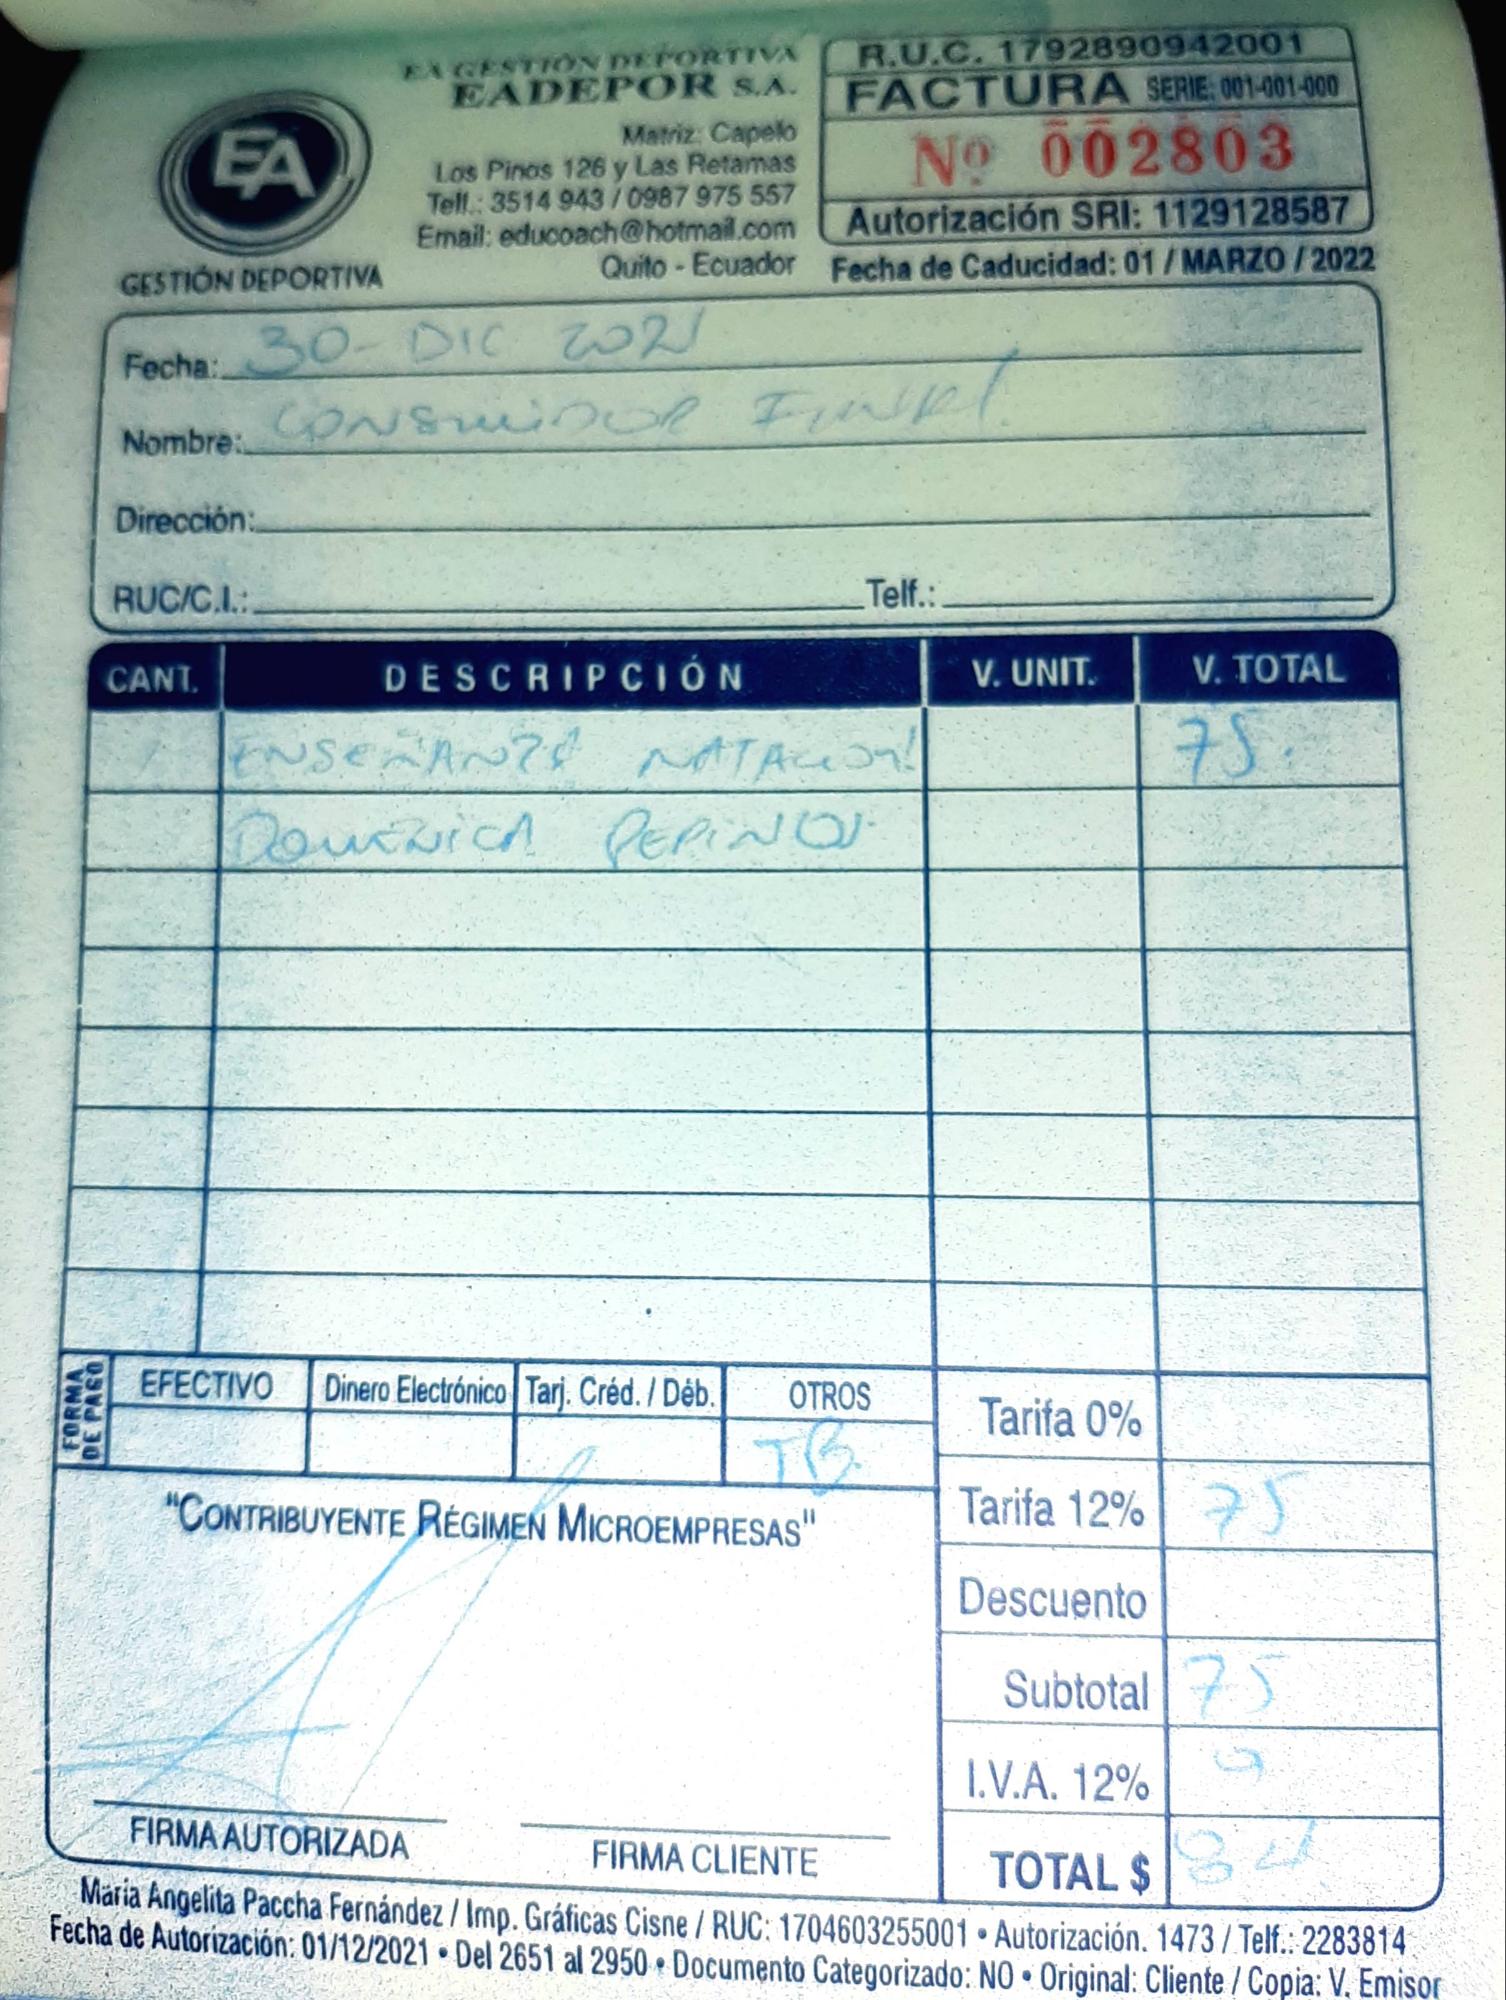 EA GESTIÓN DEPORTIVA
EADEPOR S.A.
EA
GESTIÓN DEPORTIVA
Matriz: Capelo
Los Pinos 126 y Las Retamas
Telf.: 3514 943 / 0987 975 557
Email: educoach@hotmail.com
Quito - Ecuador
R.U.C. 1792890942001
FACTURA SERIE: 001-001-000
Nº 002803
Autorización SRI: 1129128587
Fecha de Caducidad: 01 / MARZO / 2022
Fecha: 30 - DIC 2021
Nombre: CONSUMIDOR FINAL
Dirección:
RUC/C.I.: Telf.:
CANT. DESCRIPCIÓN V. UNIT. V. TOTAL
1 ENSEÑANZA NATACION 75.
DOMENICA PEPINOS
FORMA DE PAGO
EFECTIVO Dinero Electrónico Tarj. Créd. / Déb. OTROS
TB.
Tarifa 0%
Tarifa 12% 75
Descuento
Subtotal 75
I.V.A. 12% 9
TOTAL $ 84
"CONTRIBUYENTE RÉGIMEN MICROEMPRESAS"
FIRMA AUTORIZADA FIRMA CLIENTE
María Angelita Paccha Fernández / Imp. Gráficas Cisne / RUC: 1704603255001 • Autorización. 1473 / Telf.: 2283814
Fecha de Autorización: 01/12/2021 • Del 2651 al 2950 • Documento Categorizado: NO • Original: Cliente / Copia: V. Emisor